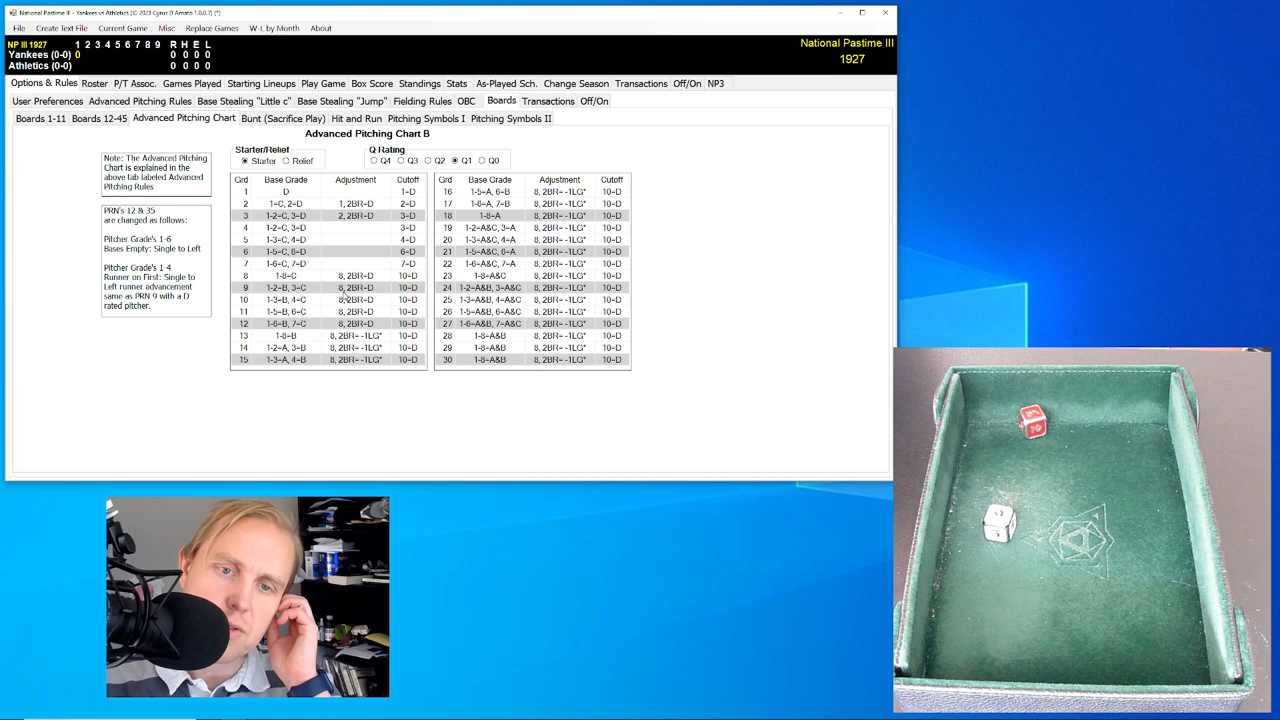 National Pastime III - Yankees vs Athletics (© 2023 Cyrus D Amato 1.0.0.7) [*]
File Create Text File Current Game Misc Replace Games W-L by Month About
NP III 1927 1 2 3 4 5 6 7 8 9 R H E L
Yankees (0-0) 0 0 0 0 0
Athletics (0-0) 0 0 0 0
National Pastime III
1927
Options & Rules Roster P/T Assoc. Games Played Starting Lineups Play Game Box Score Standings Stats As-Played Sch. Change Season Transactions Off/On NP3
User Preferences Advanced Pitching Rules Base Stealing "Little c" Base Stealing "Jump" Fielding Rules OBC Boards Transactions Off/On
Boards 1-11 Boards 12-45 Advanced Pitching Chart Bunt (Sacrifice Play) Hit and Run Pitching Symbols I Pitching Symbols II
Advanced Pitching Chart B
Note: The Advanced Pitching
Chart is explained in the
above tab labeled Advanced
Pitching Rules
PRN's 12 & 35
are changed as follows:
Pitcher Grade's 1-6
Bases Empty: Single to Left
Pitcher Grade's 1-4
Runner on First: Single to
Left runner advancement
same as PRN 9 with a D
rated pitcher.
Starter/Relief
Starter Relief
Q Rating
Q4 Q3 Q2 Q1 Q0
Grd Base Grade Adjustment Cutoff
1 D 1=D
2 1=C, 2=D 1, 2BR=D 2=D
3 1-2=C, 3=D 2, 2BR=D 3=D
4 1-2=C, 3=D 3=D
5 1-3=C, 4=D 4=D
6 1-5=C, 6=D 6=D
7 1-6=C, 7=D 7=D
8 1-8=C 8, 2BR=D 10=D
9 1-2=B, 3=C 8, 2BR=D 10=D
10 1-3=B, 4=C 8, 2BR=D 10=D
11 1-5=B, 6=C 8, 2BR=D 10=D
12 1-6=B, 7=C 8, 2BR=D 10=D
13 1-8=B 8, 2BR= -1LG* 10=D
14 1-2=A, 3=B 8, 2BR= -1LG* 10=D
15 1-3=A, 4=B 8, 2BR= -1LG* 10=D
Grd Base Grade Adjustment Cutoff
16 1-5=A, 6=B 8, 2BR= -1LG* 10=D
17 1-6=A, 7=B 8, 2BR= -1LG* 10=D
18 1-8=A 8, 2BR= -1LG* 10=D
19 1-2=A&C, 3=A 8, 2BR= -1LG* 10=D
20 1-3=A&C, 4=A 8, 2BR= -1LG* 10=D
21 1-5=A&C, 6=A 8, 2BR= -1LG* 10=D
22 1-6=A&C, 7=A 8, 2BR= -1LG* 10=D
23 1-8=A&C 8, 2BR= -1LG* 10=D
24 1-2=A&B, 3=A&C 8, 2BR= -1LG* 10=D
25 1-3=A&B, 4=A&C 8, 2BR= -1LG* 10=D
26 1-5=A&B, 6=A&C 8, 2BR= -1LG* 10=D
27 1-6=A&B, 7=A&C 8, 2BR= -1LG* 10=D
28 1-8=A&B 8, 2BR= -1LG* 10=D
29 1-8=A&B 8, 2BR= -1LG* 10=D
30 1-8=A&B 8, 2BR= -1LG* 10=D